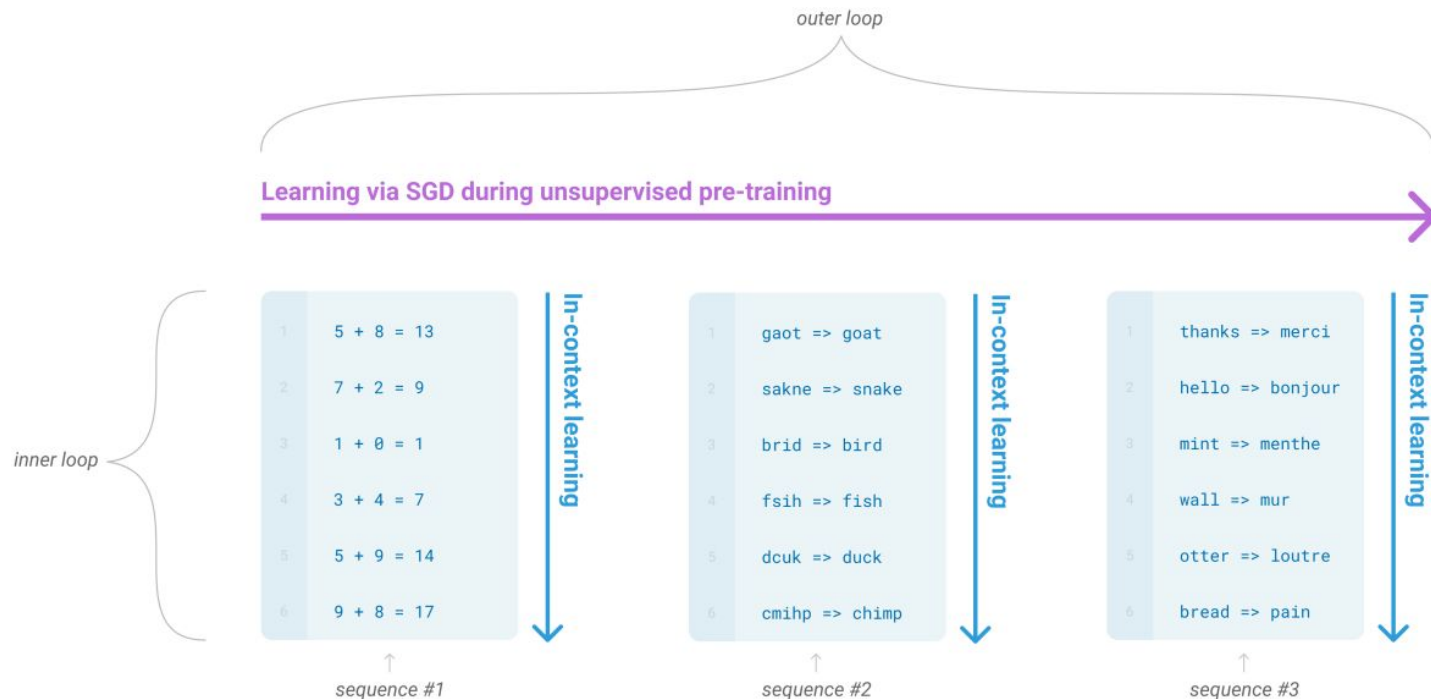 outer loop
Learning via SGD during unsupervised pre-training
inner loop
1 5 + 8 = 13
2 7 + 2 = 9
3 1 + 0 = 1
4 3 + 4 = 7
5 5 + 9 = 14
6 9 + 8 = 17
In-context learning
sequence #1
1 gaot => goat
2 sakne => snake
3 brid => bird
4 fsih => fish
5 dcuk => duck
6 cmihp => chimp
In-context learning
sequence #2
1 thanks => merci
2 hello => bonjour
3 mint => menthe
4 wall => mur
5 otter => loutre
6 bread => pain
In-context learning
sequence #3